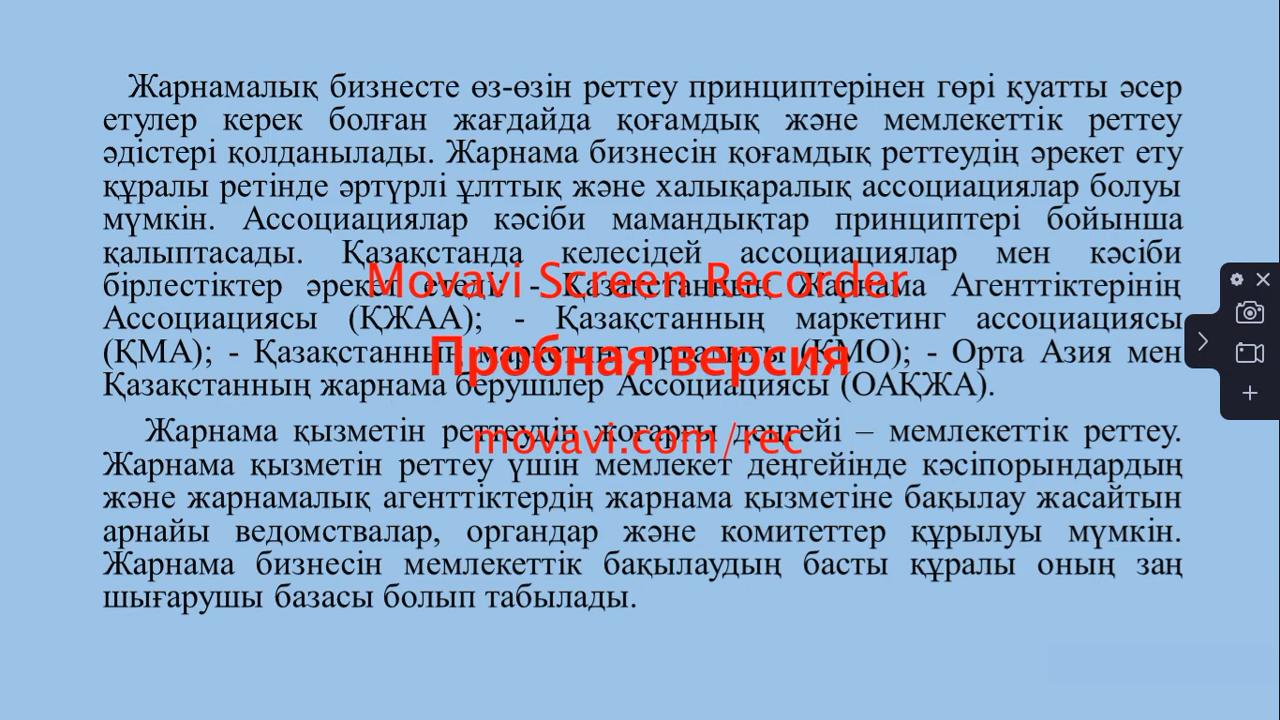 Жарнамалық бизнесте өз-өзін реттеу принциптерінен гөрі қуатты әсер
етулер керек болған жағдайда қоғамдық және мемлекеттік реттеу
әдістері қолданылады. Жарнама бизнесін қоғамдық реттеудің әрекет ету
құралы ретінде әртүрлі ұлттық және халықаралық ассоциациялар болуы
мүмкін. Ассоциациялар кәсіби мамандықтар принциптері бойынша
қалыптасады. Қазақстанда келесідей ассоциациялар мен кәсіби
бірлестіктер әрекет етеді: - Қазақстанның Жарнама Агенттіктерінің
Ассоциациясы (ҚЖАА); - Қазақстанның маркетинг ассоциациясы
(ҚМА); - Қазақстанның маркетинг орталығы (ҚМО); - Орта Азия мен
Қазақстанның жарнама берушілер Ассоциациясы (ОАҚЖА).
Жарнама қызметін реттеудің жоғарғы деңгейі – мемлекеттік реттеу.
Жарнама қызметін реттеу үшін мемлекет деңгейінде кәсіпорындардың
және жарнамалық агенттіктердің жарнама қызметіне бақылау жасайтын
арнайы ведомствалар, органдар және комитеттер құрылуы мүмкін.
Жарнама бизнесін мемлекеттік бақылаудың басты құралы оның заң
шығарушы базасы болып табылады.
Movavi Screen Recorder
Пробная версия
movavi.com/rec